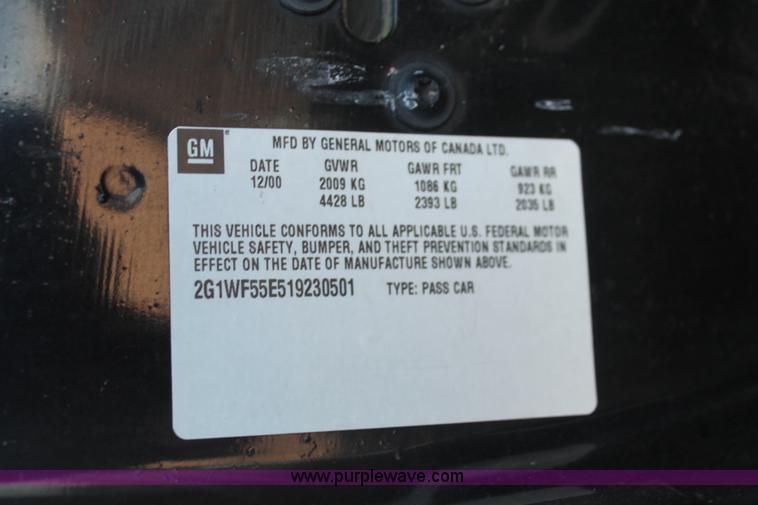 GM
MFD BY GENERAL MOTORS OF CANADA LTD.
DATE GVWR GAWR FRT GAWR RR
12/00 2009 KG 1086 KG 923 KG
4428 LB 2393 LB 2035 LB
THIS VEHICLE CONFORMS TO ALL APPLICABLE U.S. FEDERAL MOTOR
VEHICLE SAFETY, BUMPER, AND THEFT PREVENTION STANDARDS IN
EFFECT ON THE DATE OF MANUFACTURE SHOWN ABOVE.
2G1WF55E519230501 TYPE: PASS CAR
www.purplewave.com